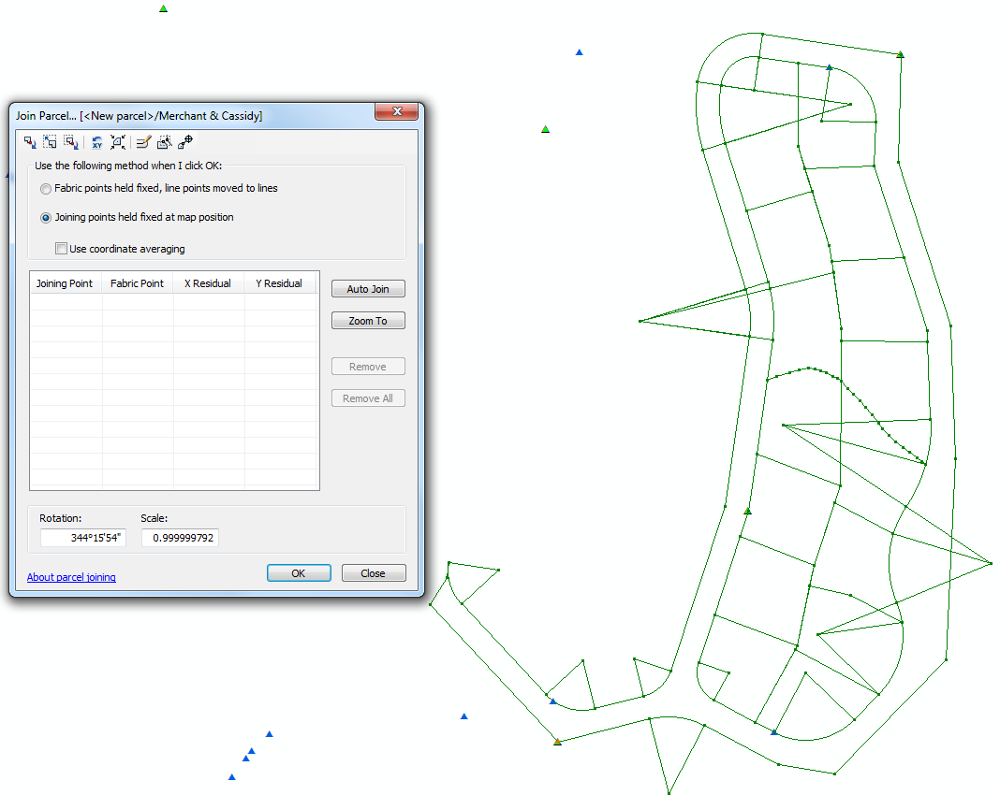 Join Parcel... [<New parcel>/Merchant & Cassidy]
XY
Use the following method when I click OK:
Fabric points held fixed, line points moved to lines
Joining points held fixed at map position
Use coordinate averaging
Joining Point Fabric Point X Residual Y Residual
Auto Join
Zoom To
Remove
Remove All
Rotation: Scale:
344°15'54" 0.999999792
About parcel joining OK Close